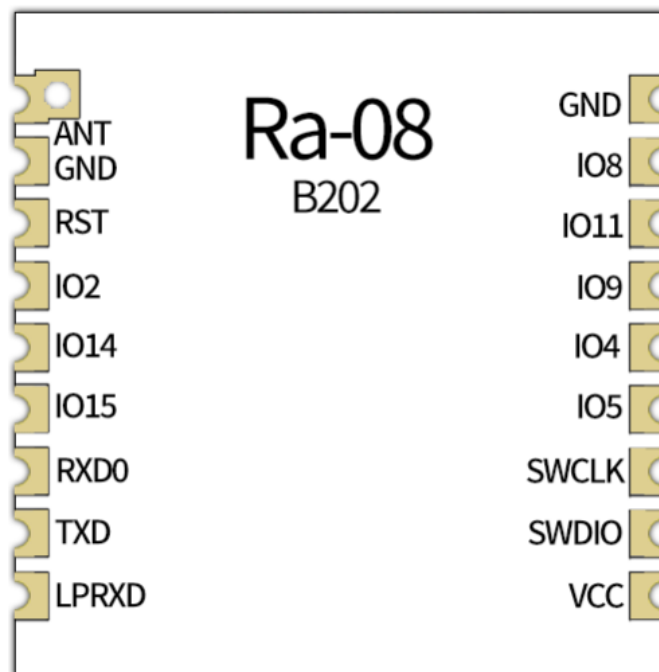 Ra-08
B202
ANT
GND
RST
IO2
IO14
IO15
RXD0
TXD
LPRXD
GND
IO8
IO11
IO9
IO4
IO5
SWCLK
SWDIO
VCC